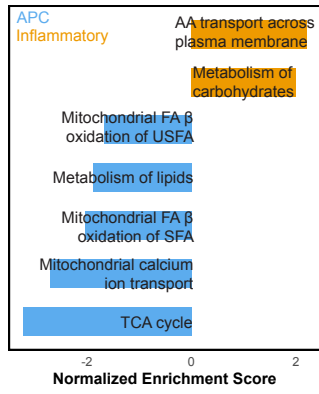 APC
Inflammatory
AA transport across
plasma membrane
Metabolism of
carbohydrates
Mitochondrial FA β
oxidation of USFA
Metabolism of lipids
Mitochondrial FA β
oxidation of SFA
Mitochondrial calcium
ion transport
TCA cycle
-2 0 2
Normalized Enrichment Score